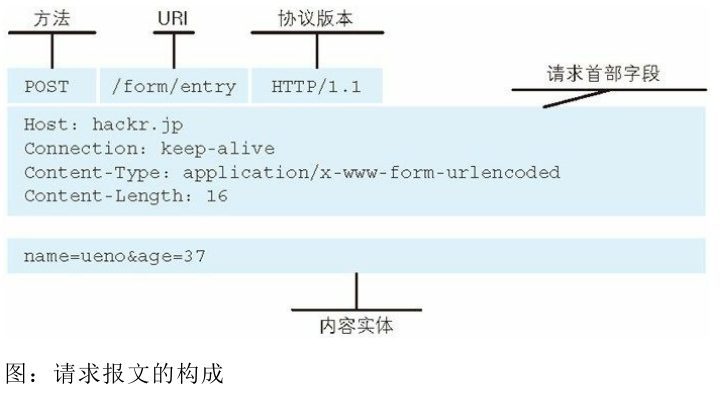 方法 URI 协议版本
请求首部字段
POST /form/entry HTTP/1.1
Host: hackr.jp
Connection: keep-alive
Content-Type: application/x-www-form-urlencoded
Content-Length: 16
name=ueno&age=37
内容实体
图：请求报文的构成